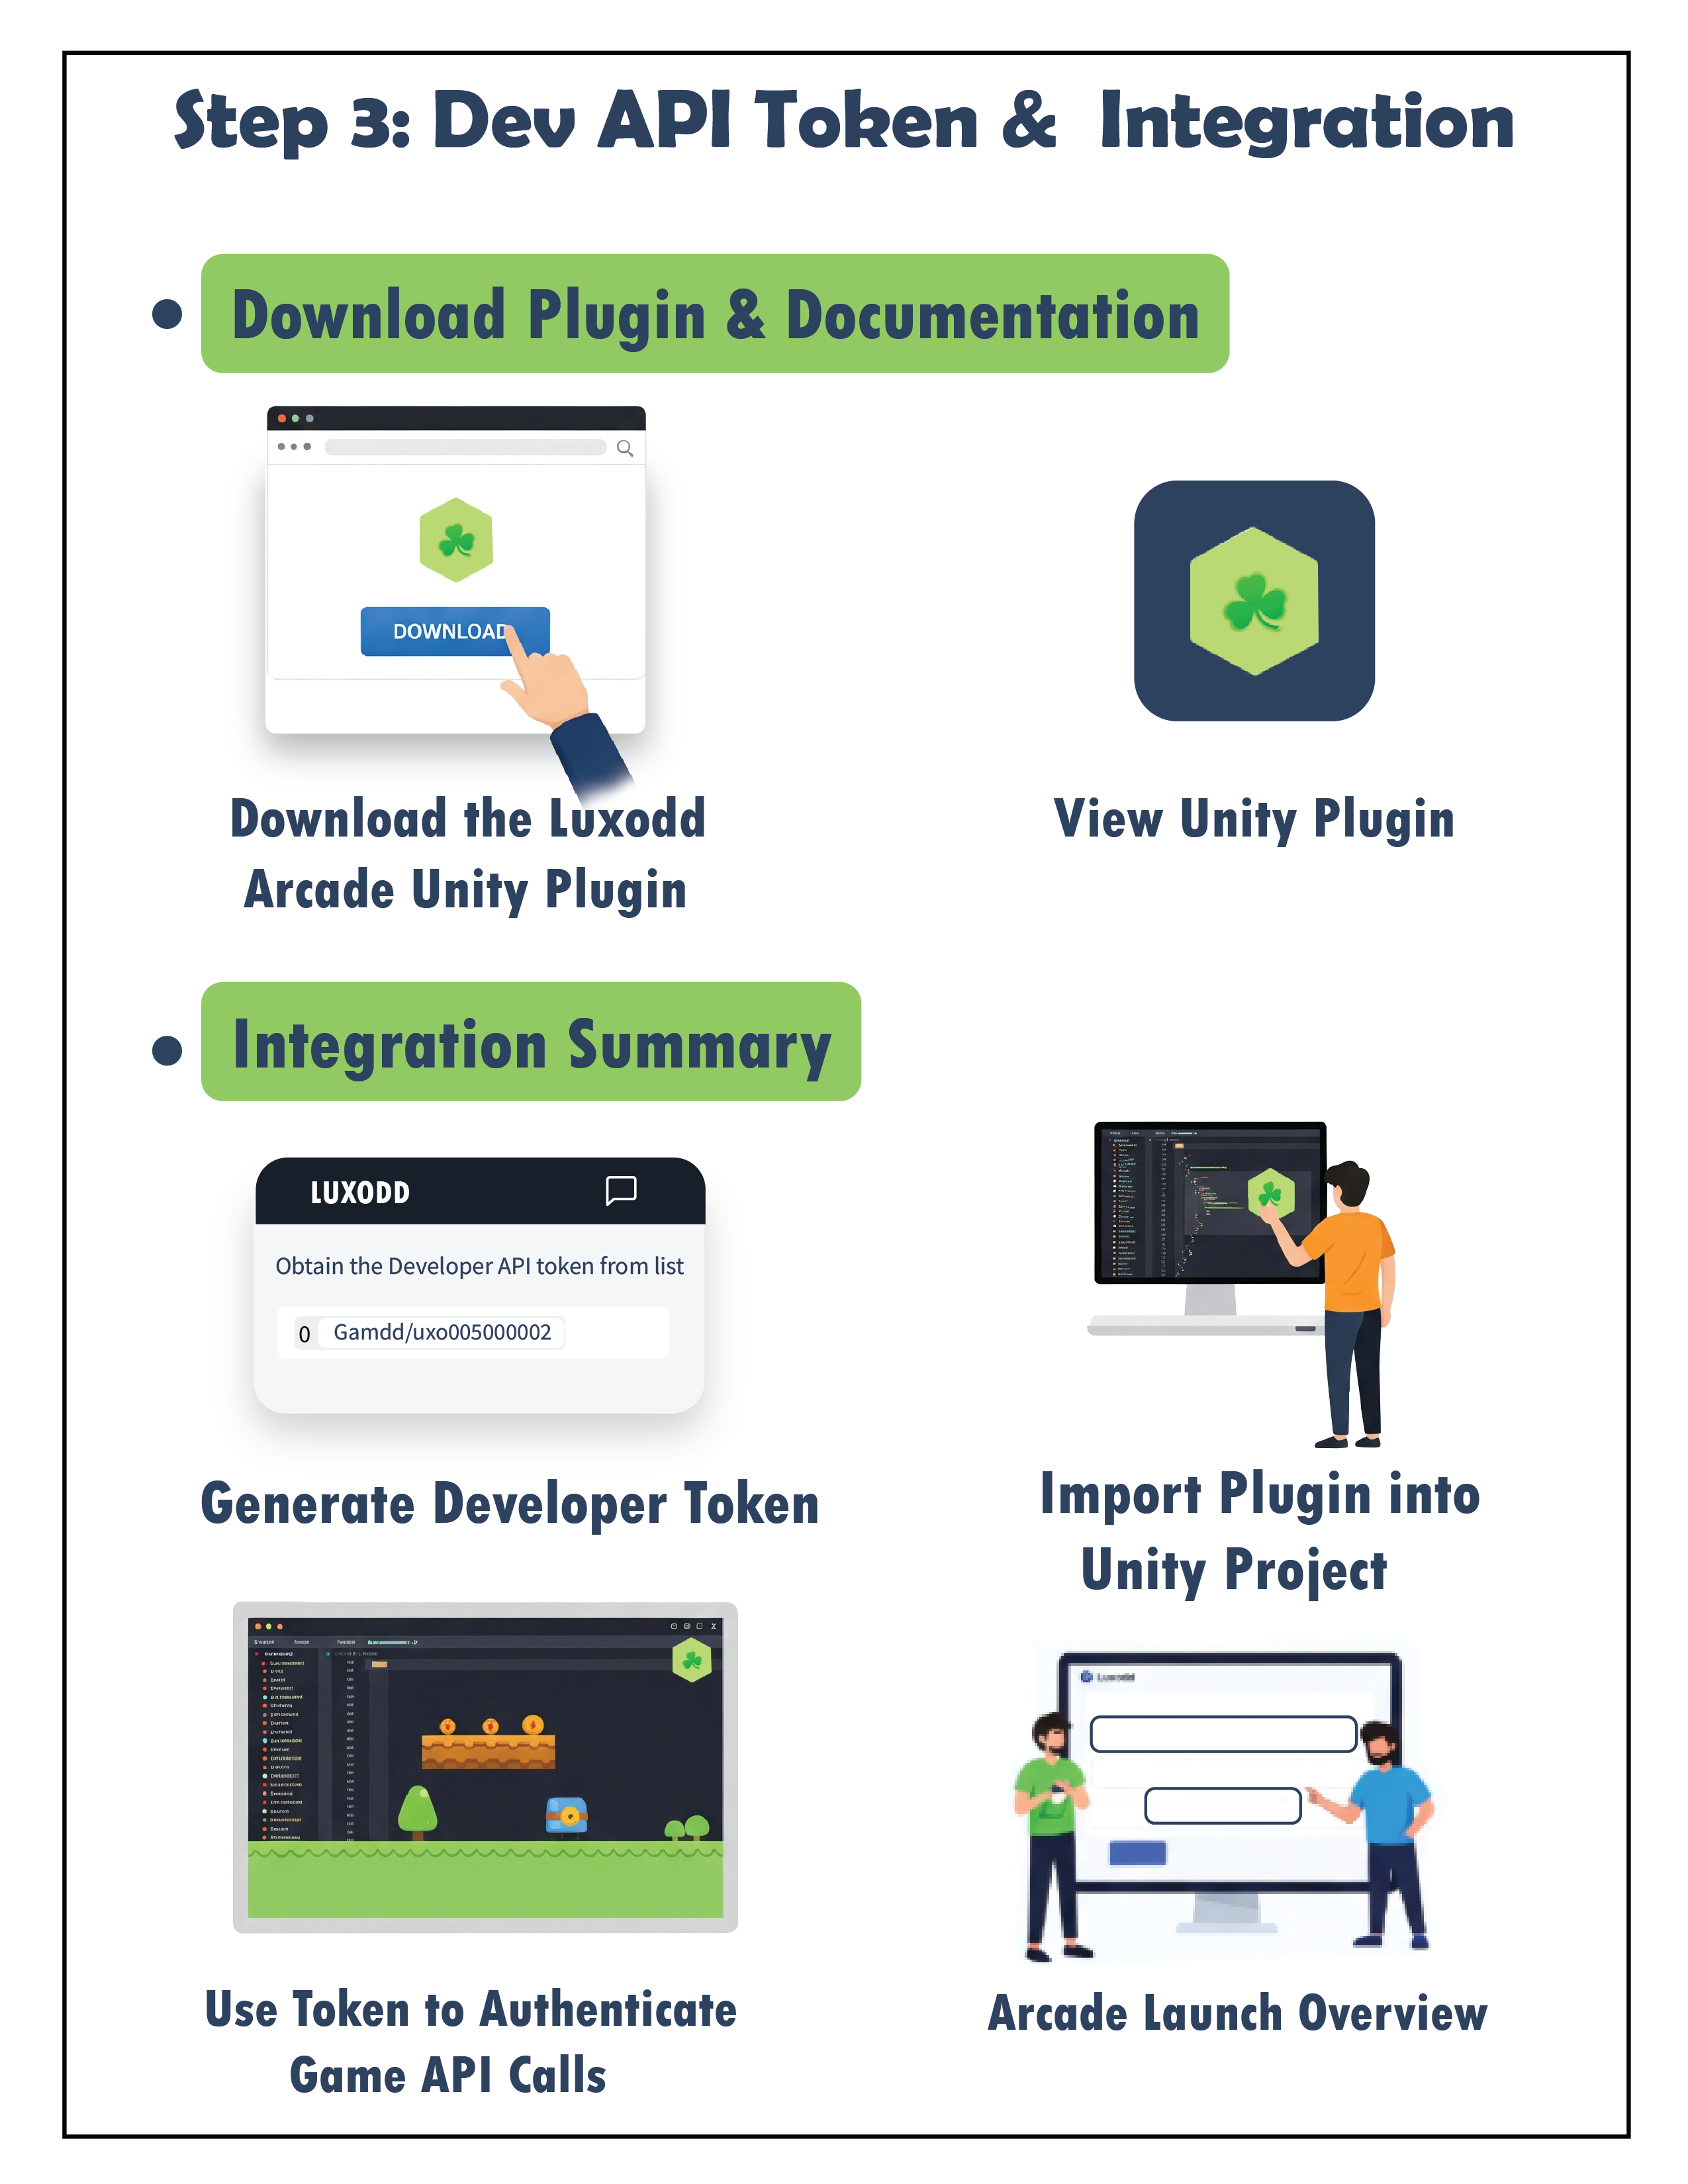 Step 3: Dev API Token & Integration
Download Plugin & Documentation
DOWNLOAD
Download the Luxodd
Arcade Unity Plugin
View Unity Plugin
Integration Summary
LUXODD
Obtain the Developer API token from list
0 Gamdd/uxo005000002
Generate Developer Token
Import Plugin into
Unity Project
Luxodd
Use Token to Authenticate
Game API Calls
Arcade Launch Overview